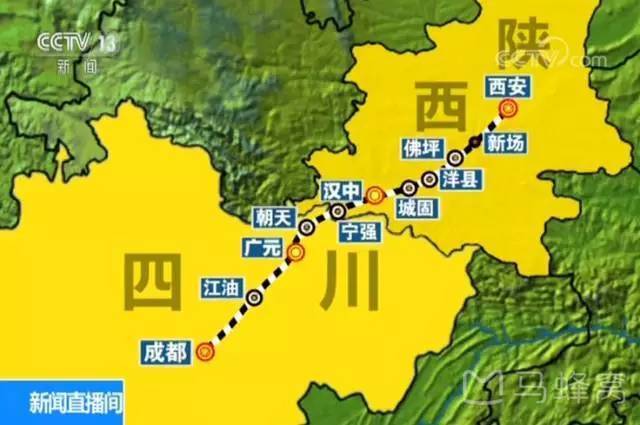 CCTV 13
新闻
CCTV.com
陕
西
西安
新场
佛坪
洋县
城固
汉中
宁强
朝天
广元
江油
成都
四川
新闻直播间
马蜂窝